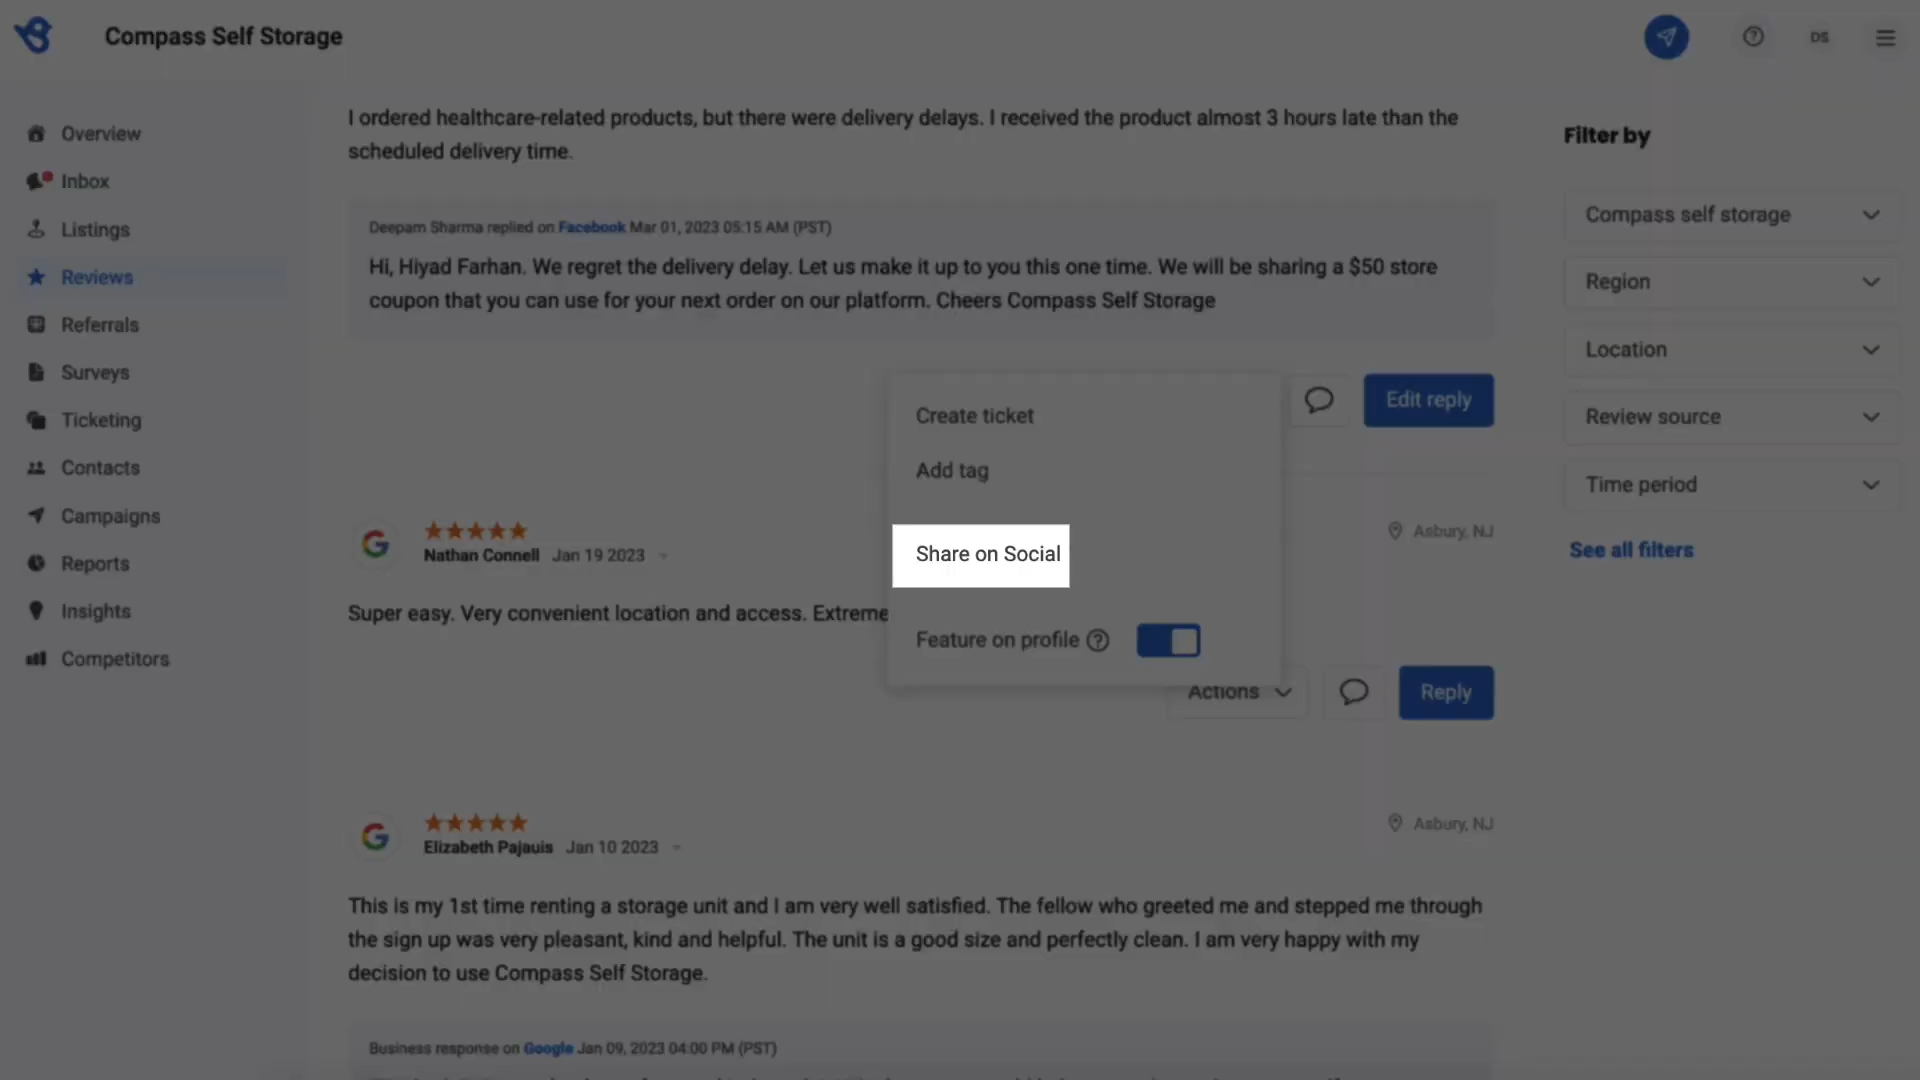 Compass Self Storage
DS
Overview
Inbox
Listings
Reviews
Referrals
Surveys
Ticketing
Contacts
Campaigns
Reports
Insights
Competitors
I ordered healthcare-related products, but there were delivery delays. I received the product almost 3 hours late than the
scheduled delivery time.
Deepam Sharma replied on Facebook Mar 01, 2023 05:15 AM (PST)
Hi, Hiyad Farhan. We regret the delivery delay. Let us make it up to you this one time. We will be sharing a $50 store
coupon that you can use for your next order on our platform. Cheers Compass Self Storage
Edit reply
Create ticket
Add tag
Share on Social
Feature on profile
Nathan Connell Jan 19 2023
Asbury, NJ
Super easy. Very convenient location and access. Extreme
Actions
Reply
Elizabeth Pajauis Jan 10 2023
Asbury, NJ
This is my 1st time renting a storage unit and I am very well satisfied. The fellow who greeted me and stepped me through
the sign up was very pleasant, kind and helpful. The unit is a good size and perfectly clean. I am very happy with my
decision to use Compass Self Storage.
Business response on Google Jan 09, 2023 04:00 PM (PST)
Filter by
Compass self storage
Region
Location
Review source
Time period
See all filters